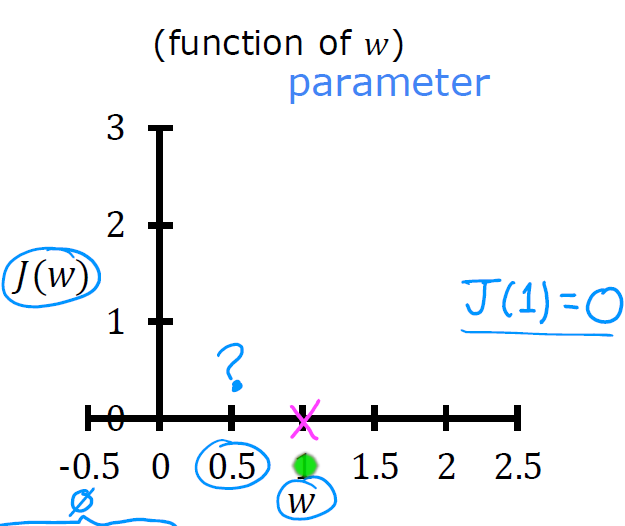 (function of w)
parameter
3
2
J(w)
1
J(1)=0
?
0
-0.5 0 0.5 1 1.5 2 2.5
w